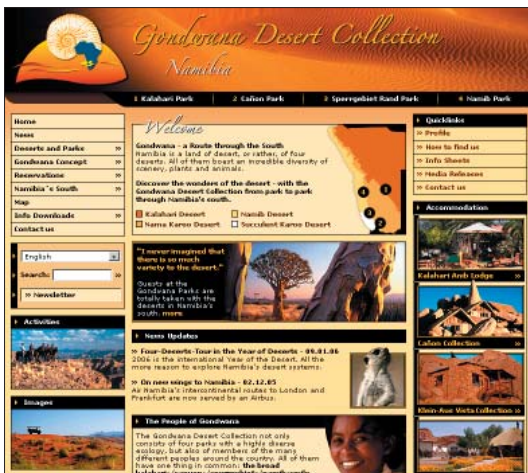 Gondwana Desert Collection
Namibia
1 Kalahari Park
2 Cañon Park
3 Sperrgebiet Rand Park
4 Namib Park
Home
News
Deserts and Parks »
Gondwana Concept »
Reservations »
Namibia´s South »
Map
Info Downloads »
Contact us
English
Search: »
» Newsletter
Activities
Images
Welcome
Gondwana - a Route through the South
Namibia is a land of desert, or rather, of four
deserts. All of them boast an incredible diversity of
scenery, plants and animals.
Discover the wonders of the desert - with the
Gondwana Desert Collection from park to park
through Namibia's south.
Kalahari Desert
Namib Desert
Nama Karoo Desert
Succulent Karoo Desert
4
1
3
2
"I never imagined that
there is so much
variety to the desert."
Guests at the
Gondwana Parks are
totally taken with the
deserts in Namibia's
south. more
News Updates
» Four-Deserts-Tour in the Year of Deserts - 09.01.06
2006 is the international Year of the Desert. All the
more reason to explore Namibia's desert systems.
» On new wings to Namibia - 02.12.05
Air Namibia's intercontinental routes to London and
Frankfurt are now served by an Airbus.
The People of Gondwana
The Gondwana Desert Collection not only
consists of four parks with a highly diverse
ecology, but also of members of the many
different peoples around the country. All of them
have one thing in common: the broad
Quicklinks
» Profile
» How to find us
» Info Sheets
» Media Releases
» Contact us
Accommodation
Kalahari Anib Lodge »
Cañon Collection »
Klein-Aus Vista Collection »